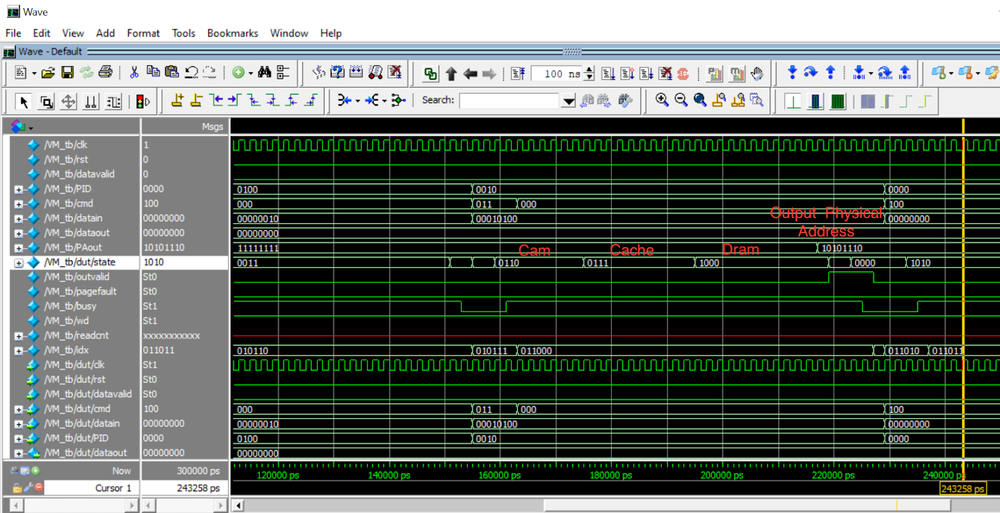 Wave
File Edit View Add Format Tools Bookmarks Window Help
Wave - Default
100 ns
Search:
Msgs
/VM_tb/clk 1
/VM_tb/rst 0
/VM_tb/datavalid 0
/VM_tb/PID 0000 0100 0010 0000
/VM_tb/cmd 100 000 011 000 100
Output Physical
/VM_tb/datain 00000000 00000010 00010100 00000000
Address
/VM_tb/dataout 00000000 00000000
/VM_tb/PAout 10101110 11111111 10101110
Cam Cache Dram
/VM_tb/dut/state 1010 0011 0110 0111 1000 0000 1010
/VM_tb/outvalid St0
/VM_tb/pagefault St0
/VM_tb/busy St1
/VM_tb/wd St1
/VM_tb/readcnt xxxxxxxxxxx
/VM_tb/idx 011011 010110 010111 011000 011010 011011
/VM_tb/dut/clk St1
/VM_tb/dut/rst St0
/VM_tb/dut/datavalid St0
/VM_tb/dut/cmd 100 000 011 000 100
/VM_tb/dut/datain 00000000 00000010 00010100 00000000
/VM_tb/dut/PID 0000 0100 0010 0000
/VM_tb/dut/dataout 00000000 00000000
Now 300000 ps 120000 ps 140000 ps 160000 ps 180000 ps 200000 ps 220000 ps 240000 ps
Cursor 1 243258 ps 243258 ps